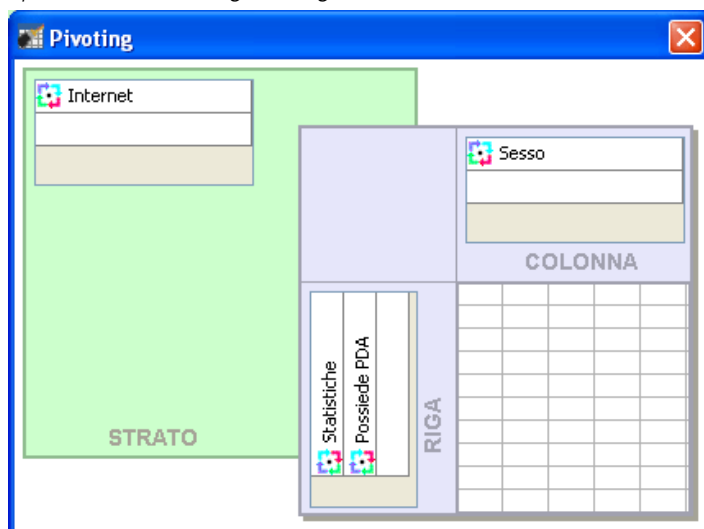 Pivoting
Internet
Sesso
COLONNA
Statistiche
Possiede PDA
RIGA
STRATO